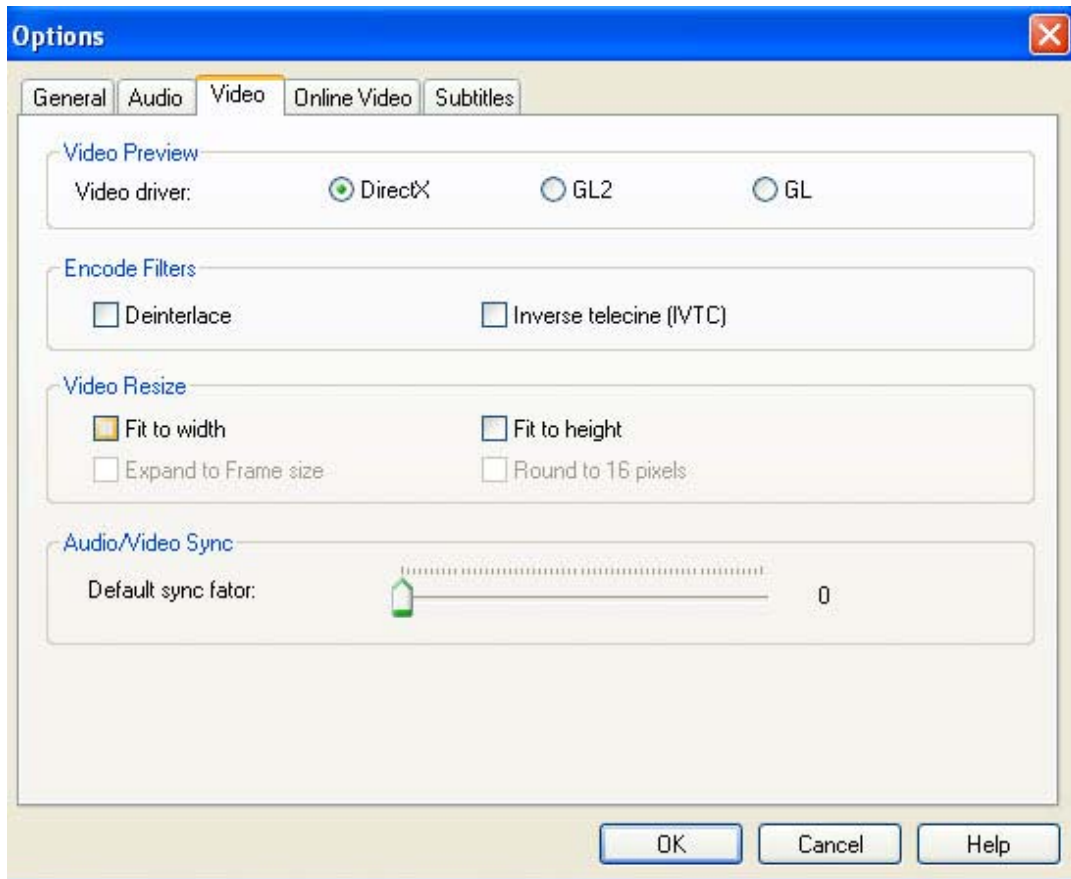 Options
General Audio Video Online Video Subtitles
Video Preview
Video driver: DirectX GL2 GL
Encode Filters
Deinterlace Inverse telecine (IVTC)
Video Resize
Fit to width Fit to height
Expand to Frame size Round to 16 pixels
Audio/Video Sync
Default sync fator: 0
OK Cancel Help